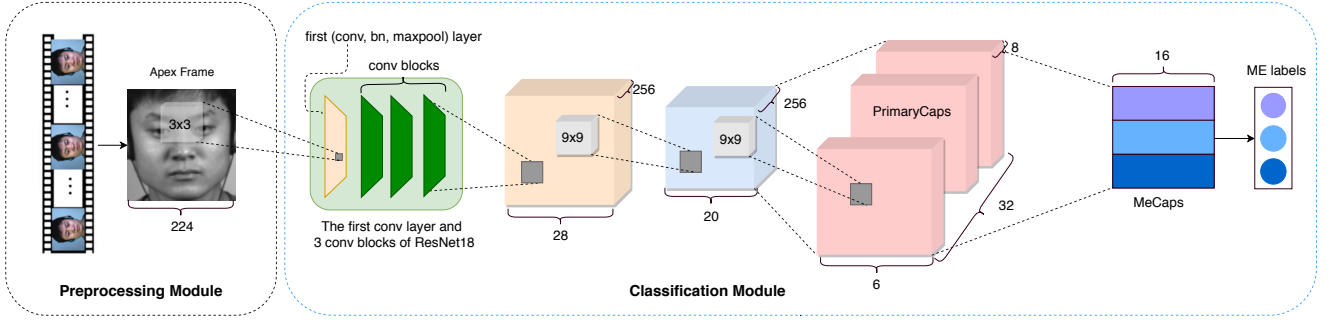 Apex Frame
3x3
224
Preprocessing Module
first (conv, bn, maxpool) layer
conv blocks
The first conv layer and
3 conv blocks of ResNet18
256
9x9
28
256
9x9
20
8
PrimaryCaps
32
6
16
MeCaps
ME labels
Classification Module